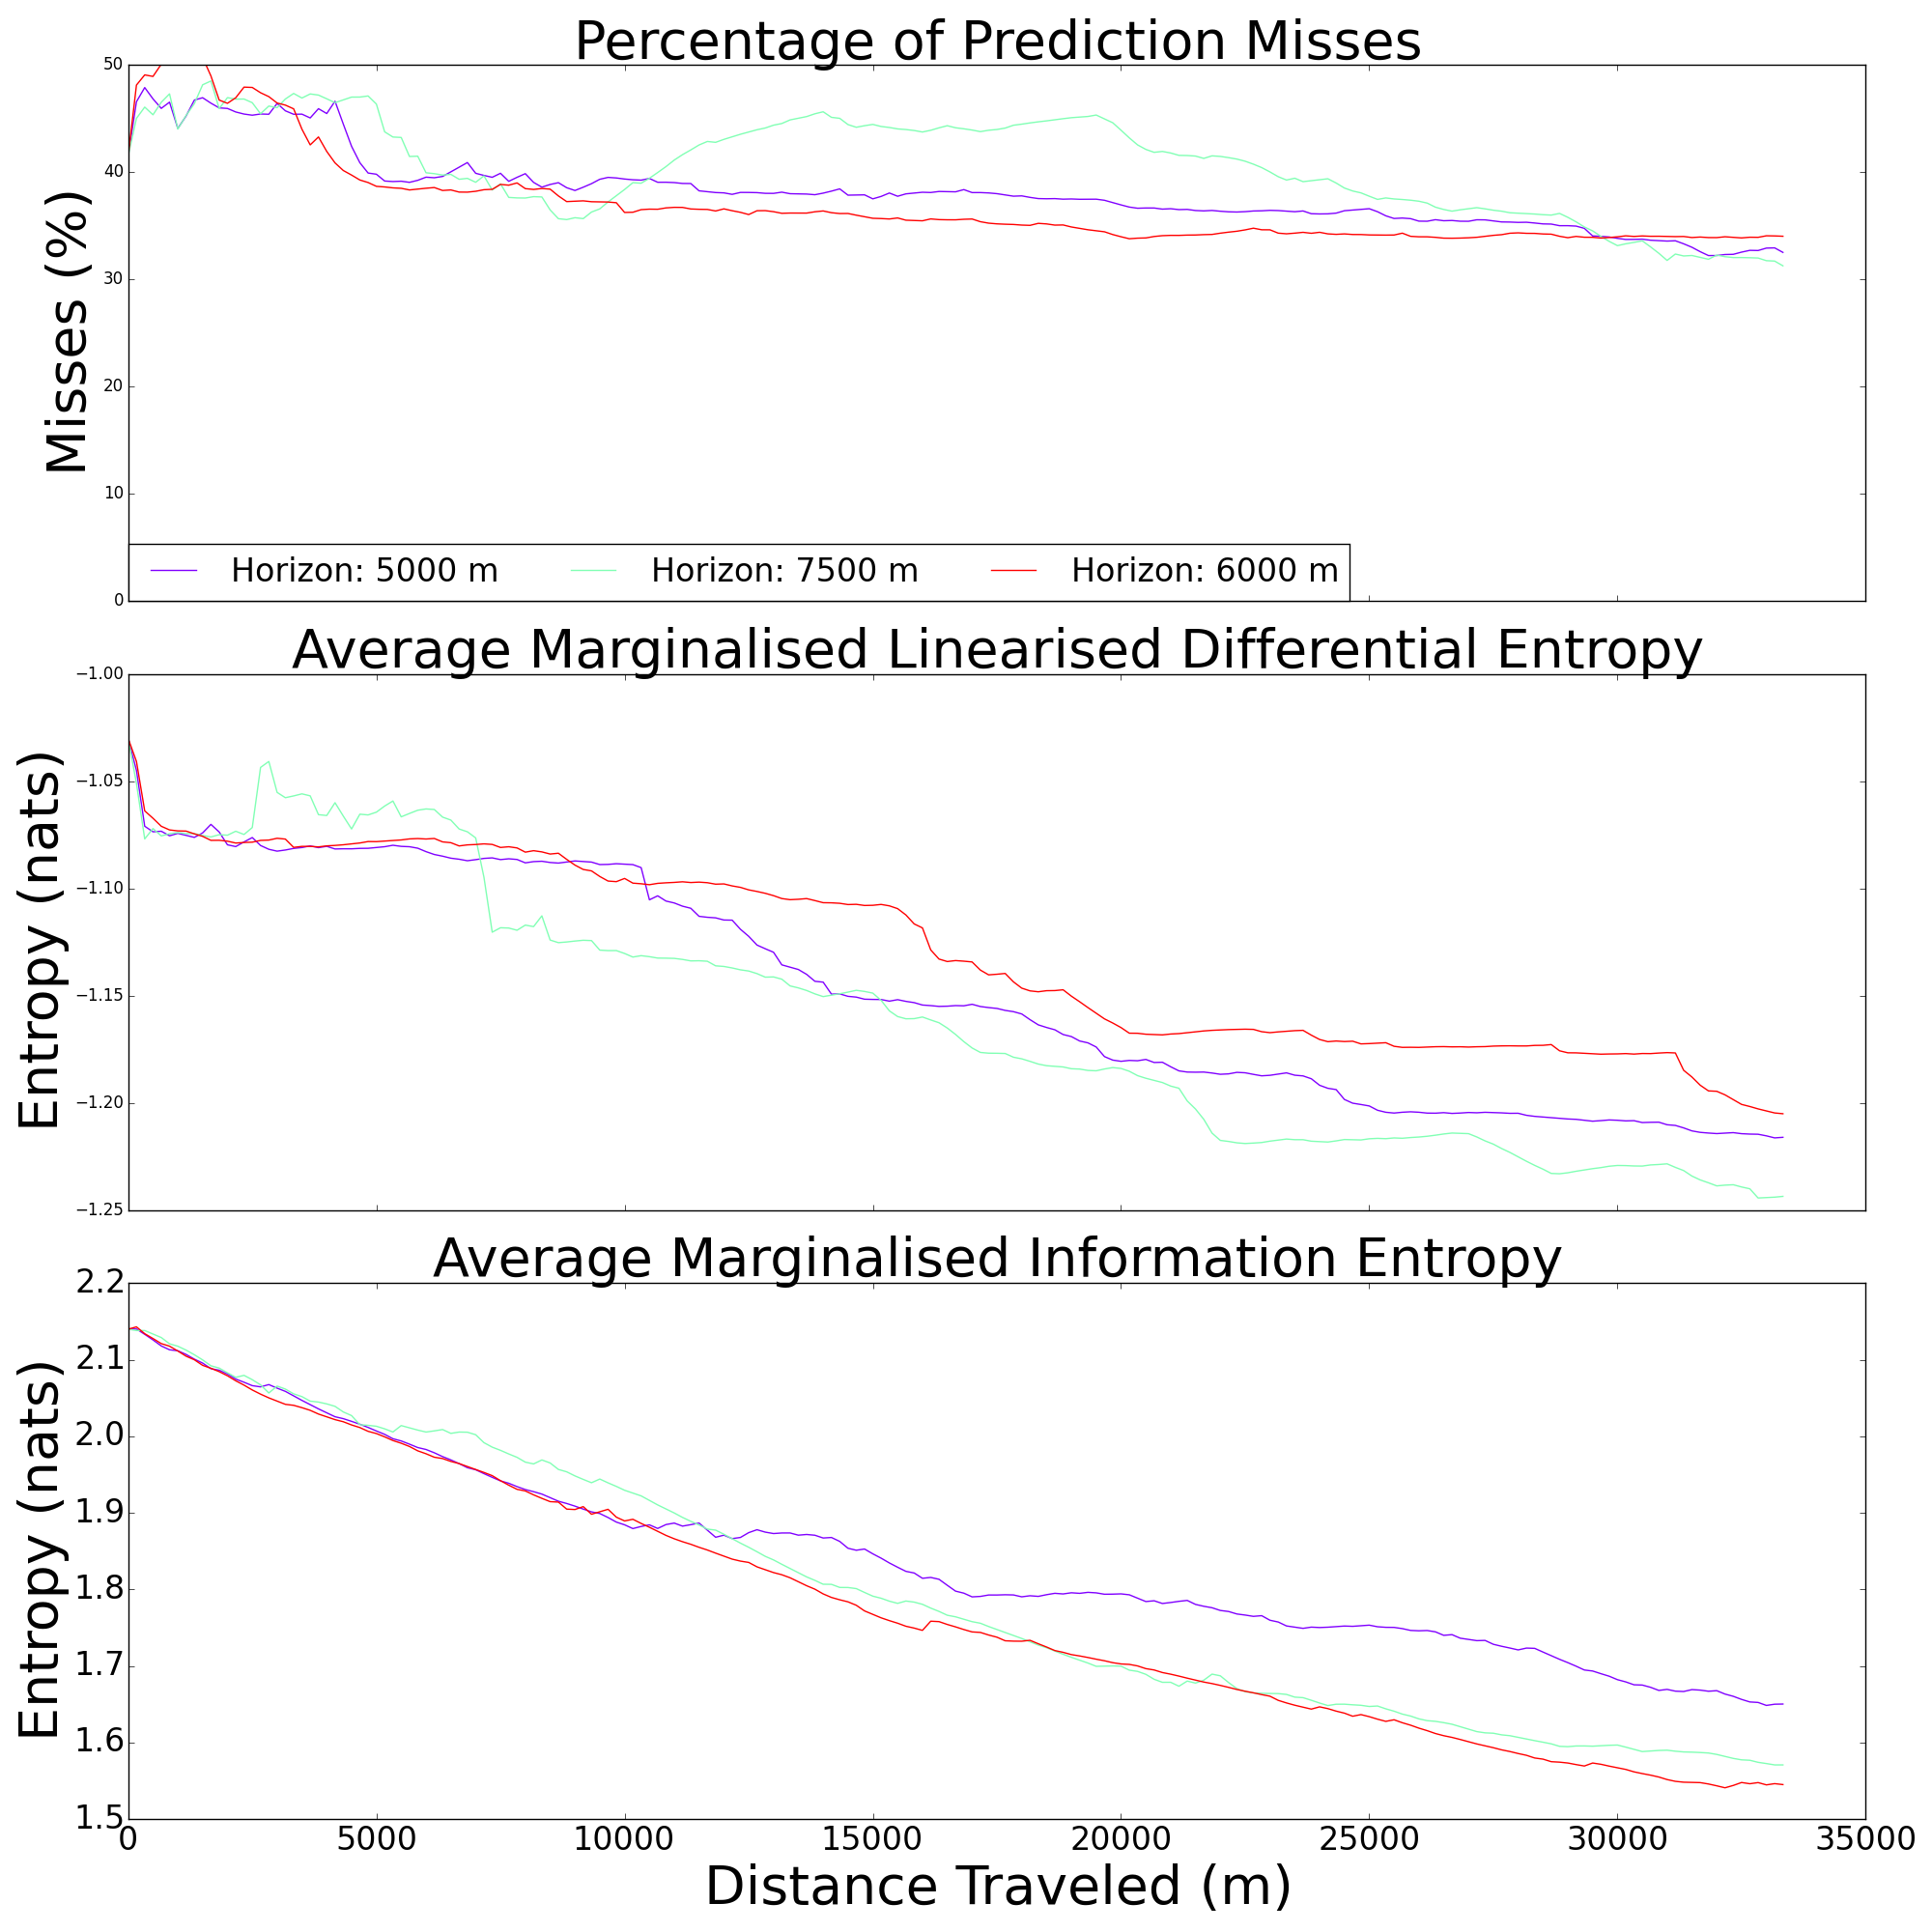 Percentage of Prediction Misses
50
40
30
20
10
0
Misses (%)
Horizon: 5000 m Horizon: 7500 m Horizon: 6000 m
Average Marginalised Linearised Differential Entropy
−1.00
−1.05
−1.10
−1.15
−1.20
−1.25
Entropy (nats)
Average Marginalised Information Entropy
2.2
2.1
2.0
1.9
1.8
1.7
1.6
1.5
Entropy (nats)
0 5000 10000 15000 20000 25000 30000 35000
Distance Traveled (m)